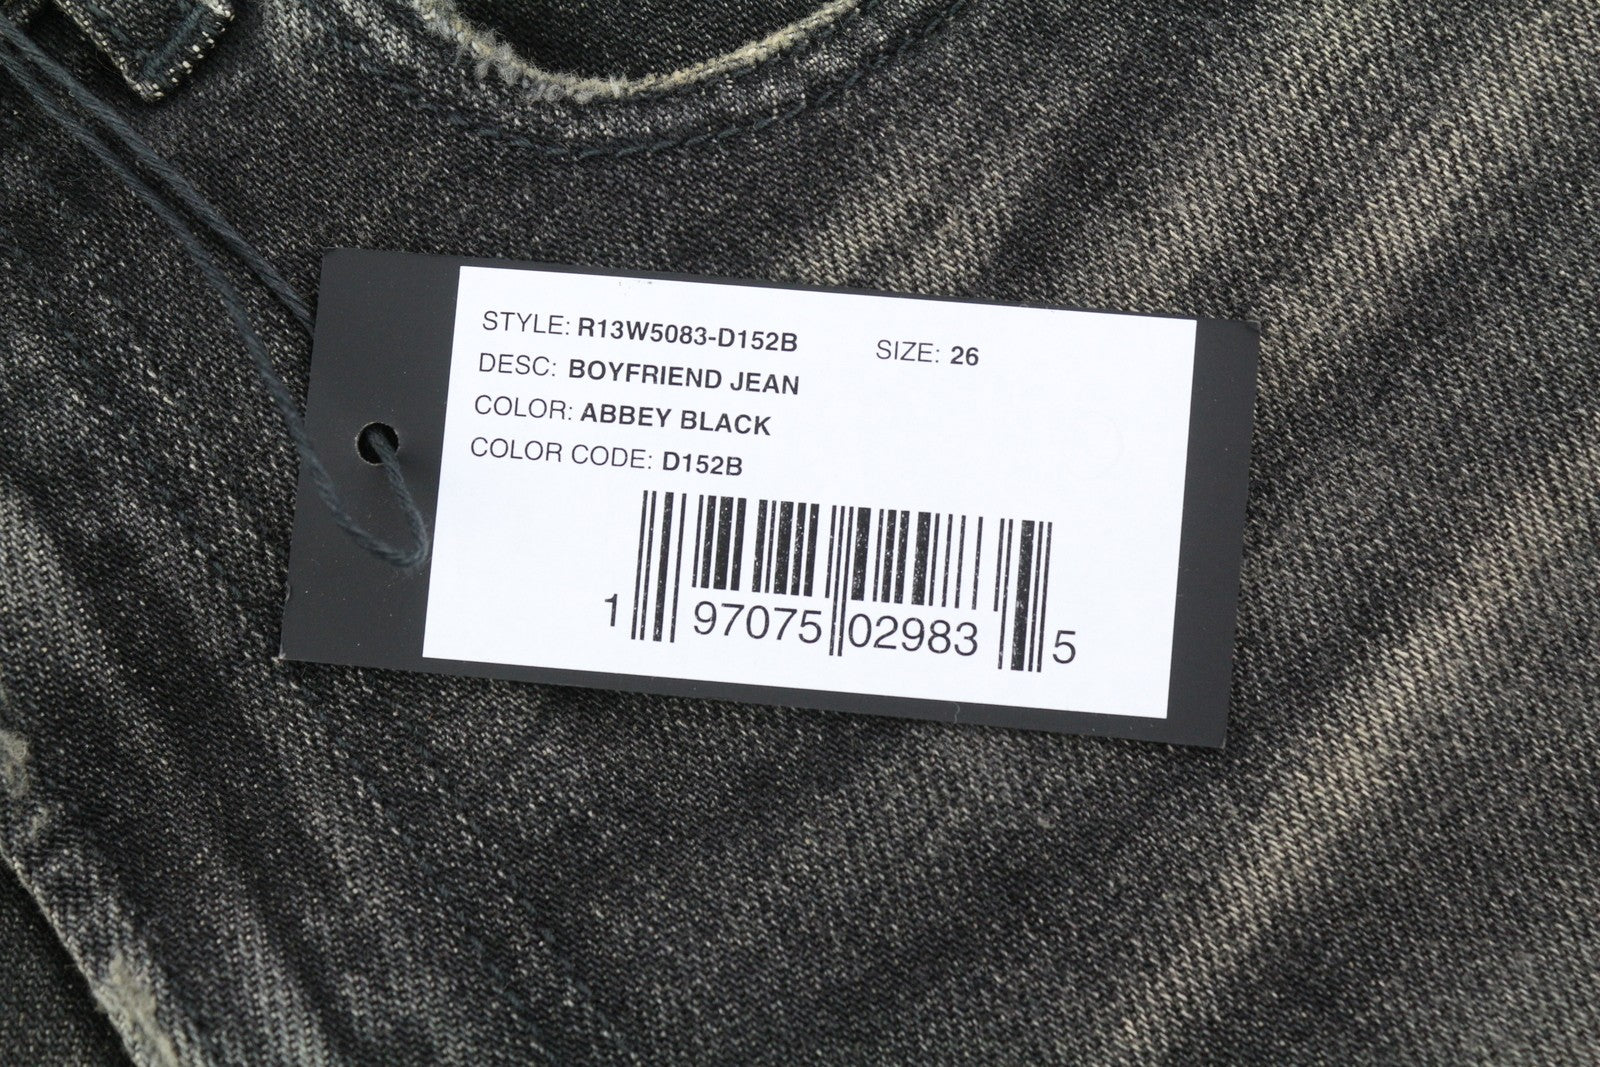 STYLE: R13W5083-D152B SIZE: 26
DESC: BOYFRIEND JEAN
COLOR: ABBEY BLACK
COLOR CODE: D152B
1 97075 02983 5